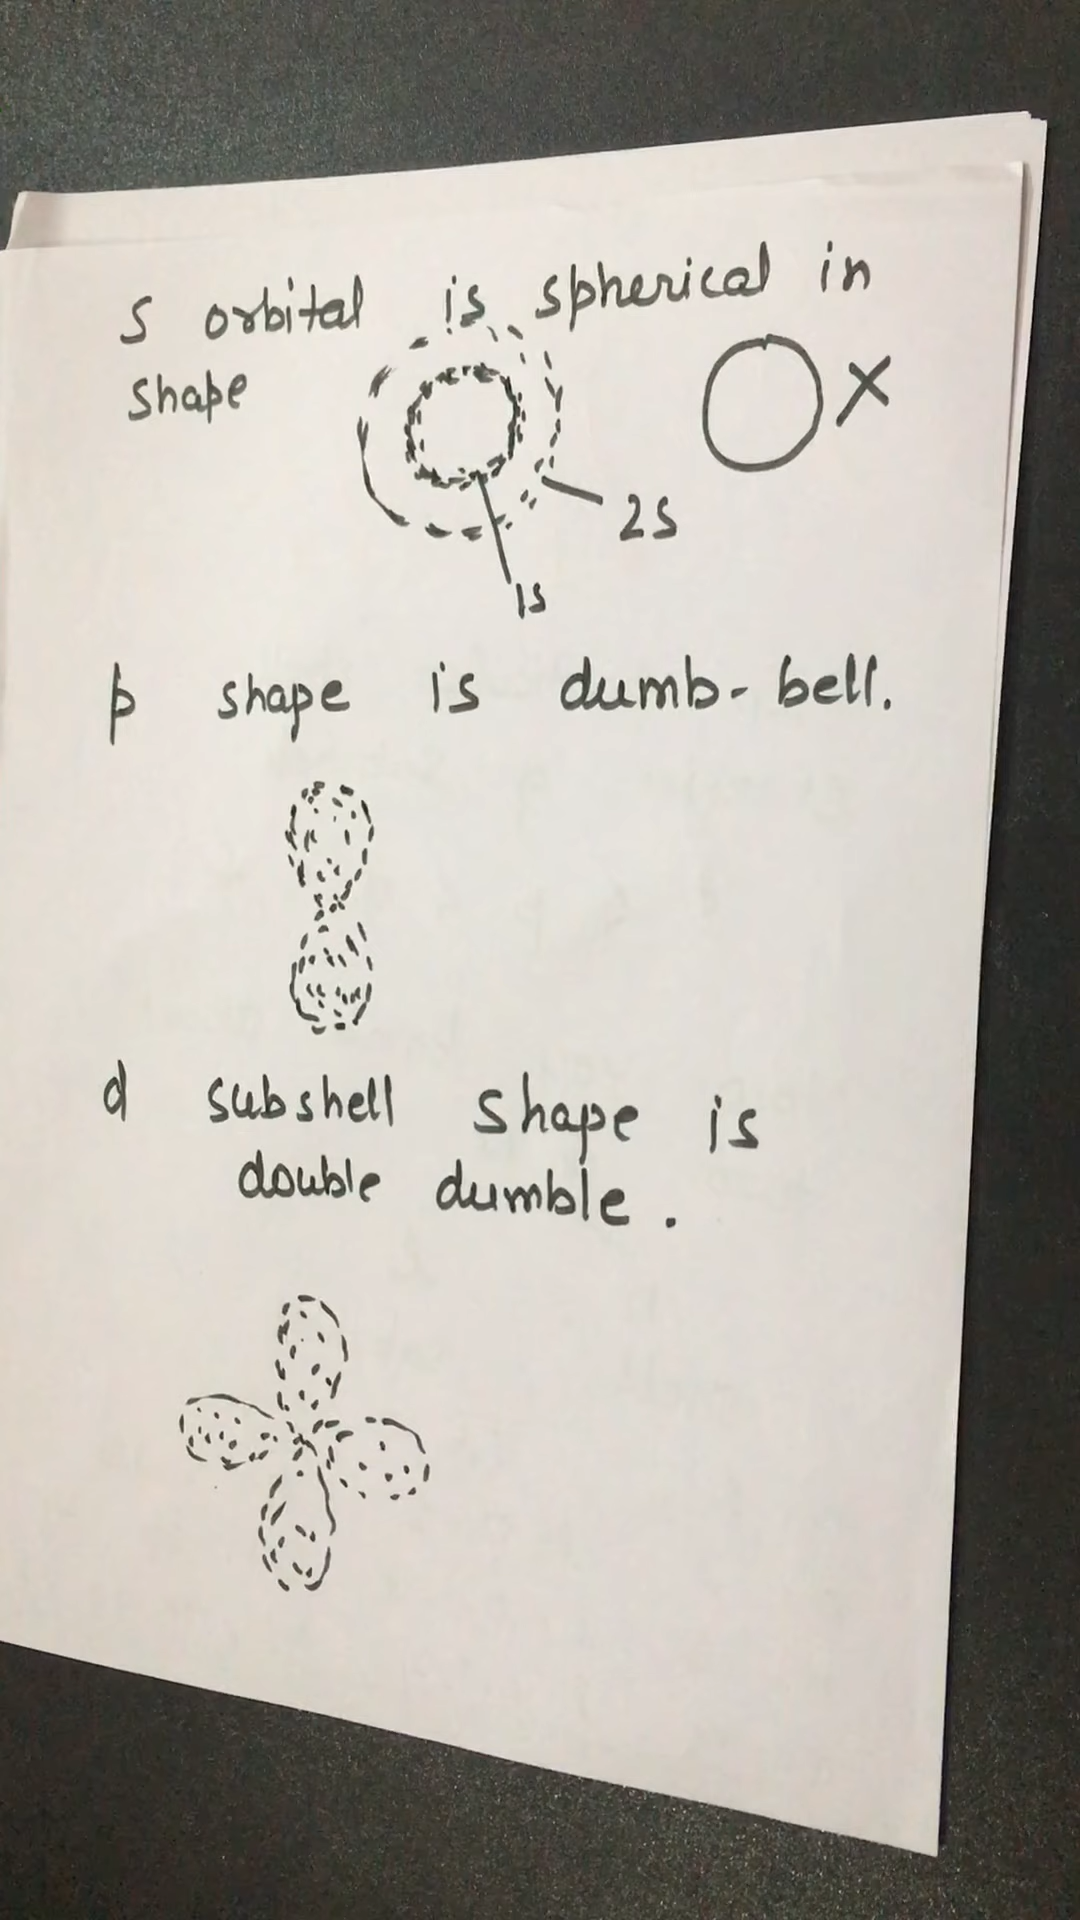 s orbital is spherical in
shape
X
2s
1s
p shape is dumb-bell.
d subshell shape is
double dumble.